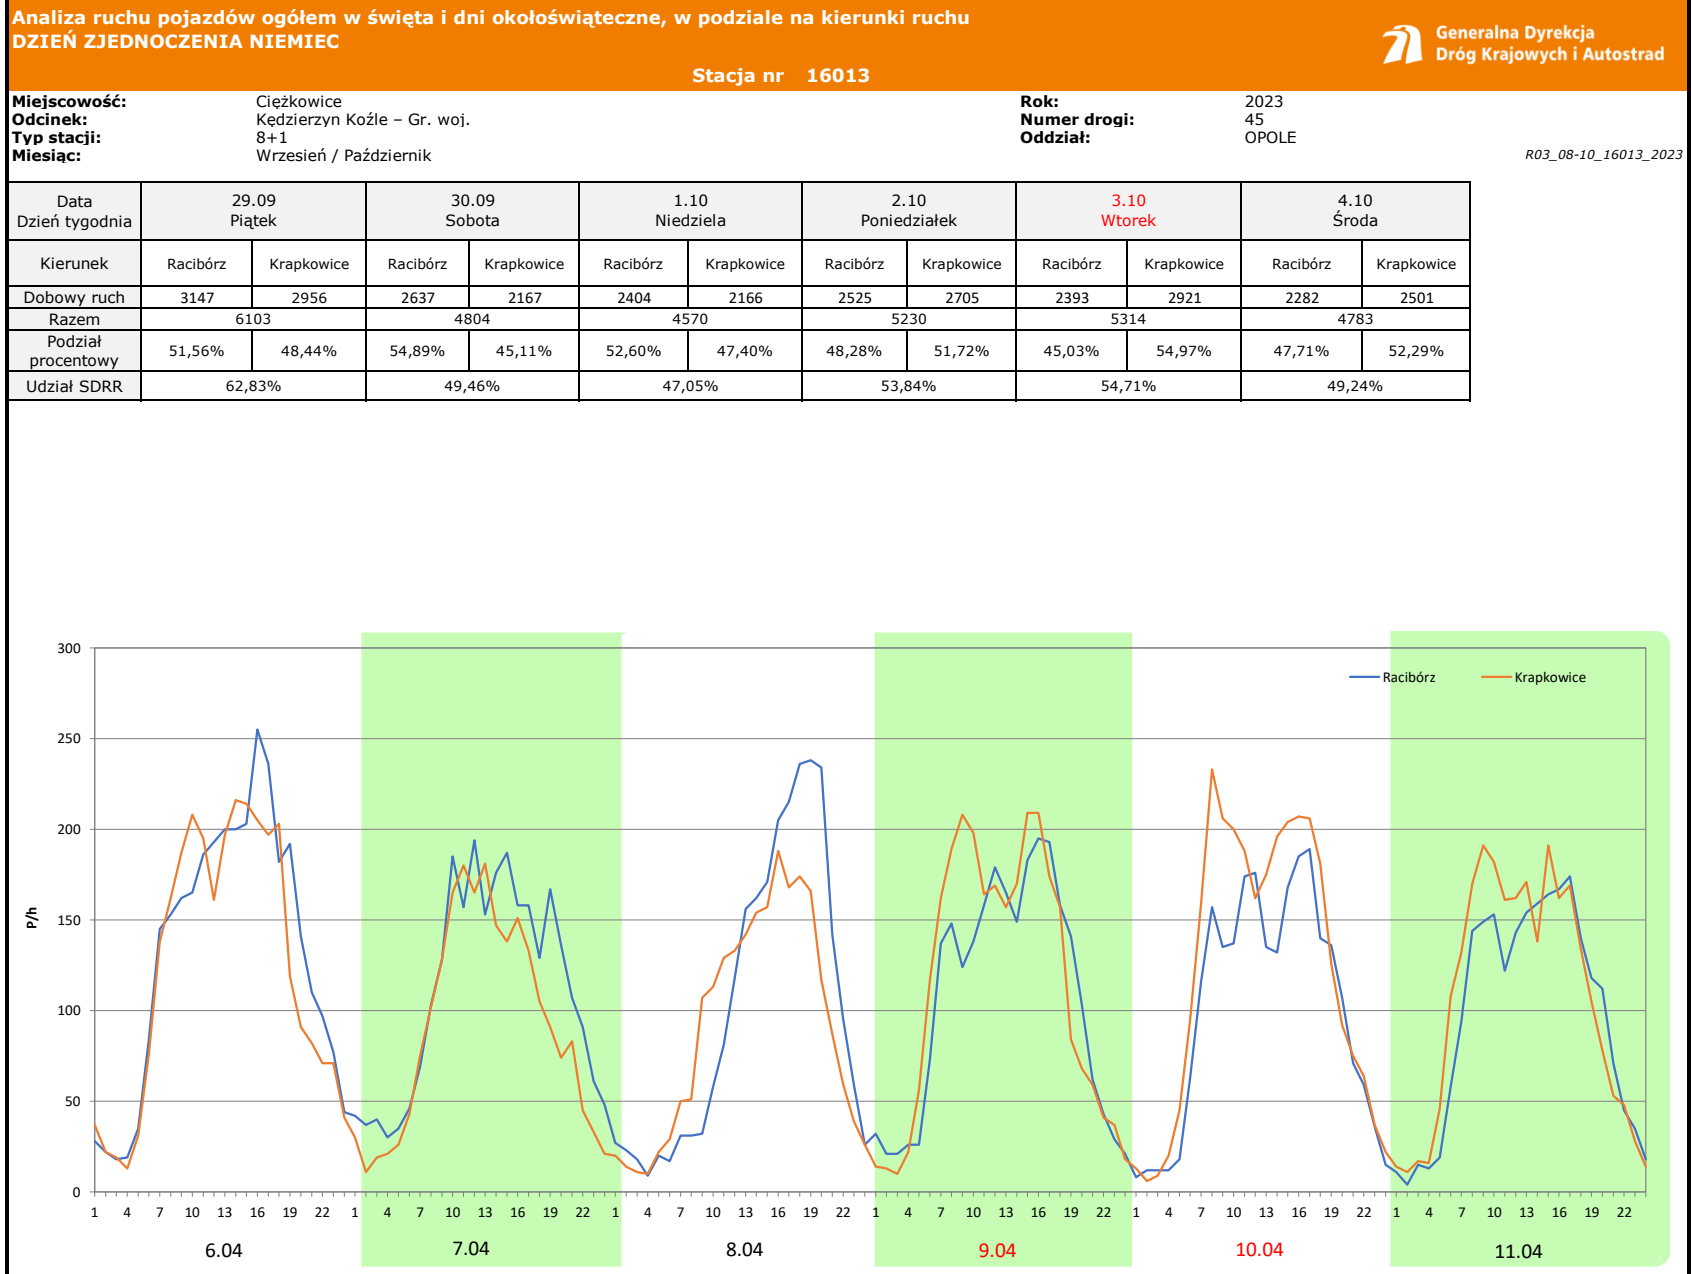 Analiza ruchu pojazdów ogółem w święta i dni okołoświąteczne, w podziale na kierunki ruchu
DZIEŃ ZJEDNOCZENIA NIEMIEC
Generalna Dyrekcja
Dróg Krajowych i Autostrad
Stacja nr 16013
Miejscowość: Ciężkowice Rok: 2023
Odcinek: Kędzierzyn Koźle – Gr. woj. Numer drogi: 45
Typ stacji: 8+1 Oddział: OPOLE
Miesiąc: Wrzesień / Październik R03_08-10_16013_2023
Data 29.09 30.09 1.10 2.10 3.10 4.10
Dzień tygodnia Piątek Sobota Niedziela Poniedziałek Wtorek Środa
Kierunek Racibórz Krapkowice Racibórz Krapkowice Racibórz Krapkowice Racibórz Krapkowice Racibórz Krapkowice Racibórz Krapkowice
Dobowy ruch 3147 2956 2637 2167 2404 2166 2525 2705 2393 2921 2282 2501
Razem 6103 4804 4570 5230 5314 4783
Podział
procentowy 51,56% 48,44% 54,89% 45,11% 52,60% 47,40% 48,28% 51,72% 45,03% 54,97% 47,71% 52,29%
Udział SDRR 62,83% 49,46% 47,05% 53,84% 54,71% 49,24%
300
Racibórz Krapkowice
250
200
150
P/h
100
50
0
1 4 7 10 13 16 19 22 1 4 7 10 13 16 19 22 1 4 7 10 13 16 19 22 1 4 7 10 13 16 19 22 1 4 7 10 13 16 19 22 1 4 7 10 13 16 19 22
6.04 7.04 8.04 9.04 10.04 11.04